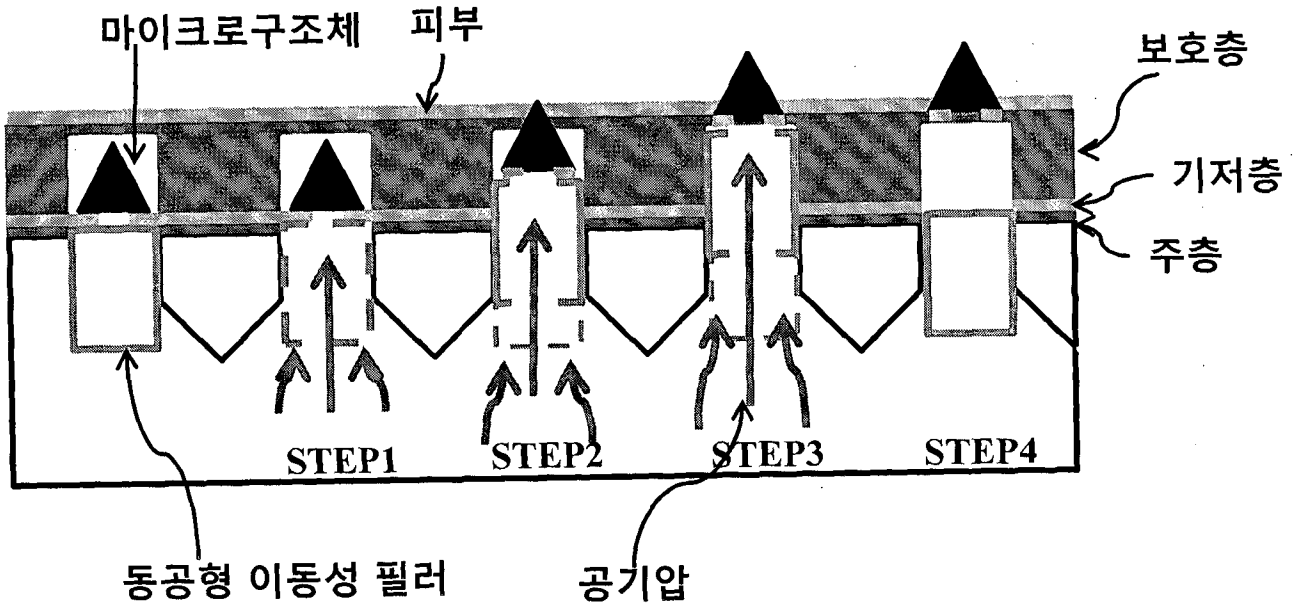 마이크로구조체
피부
보호층
기저층
주층
STEP1
STEP2
STEP3
STEP4
동공형 이동성 필러
공기압